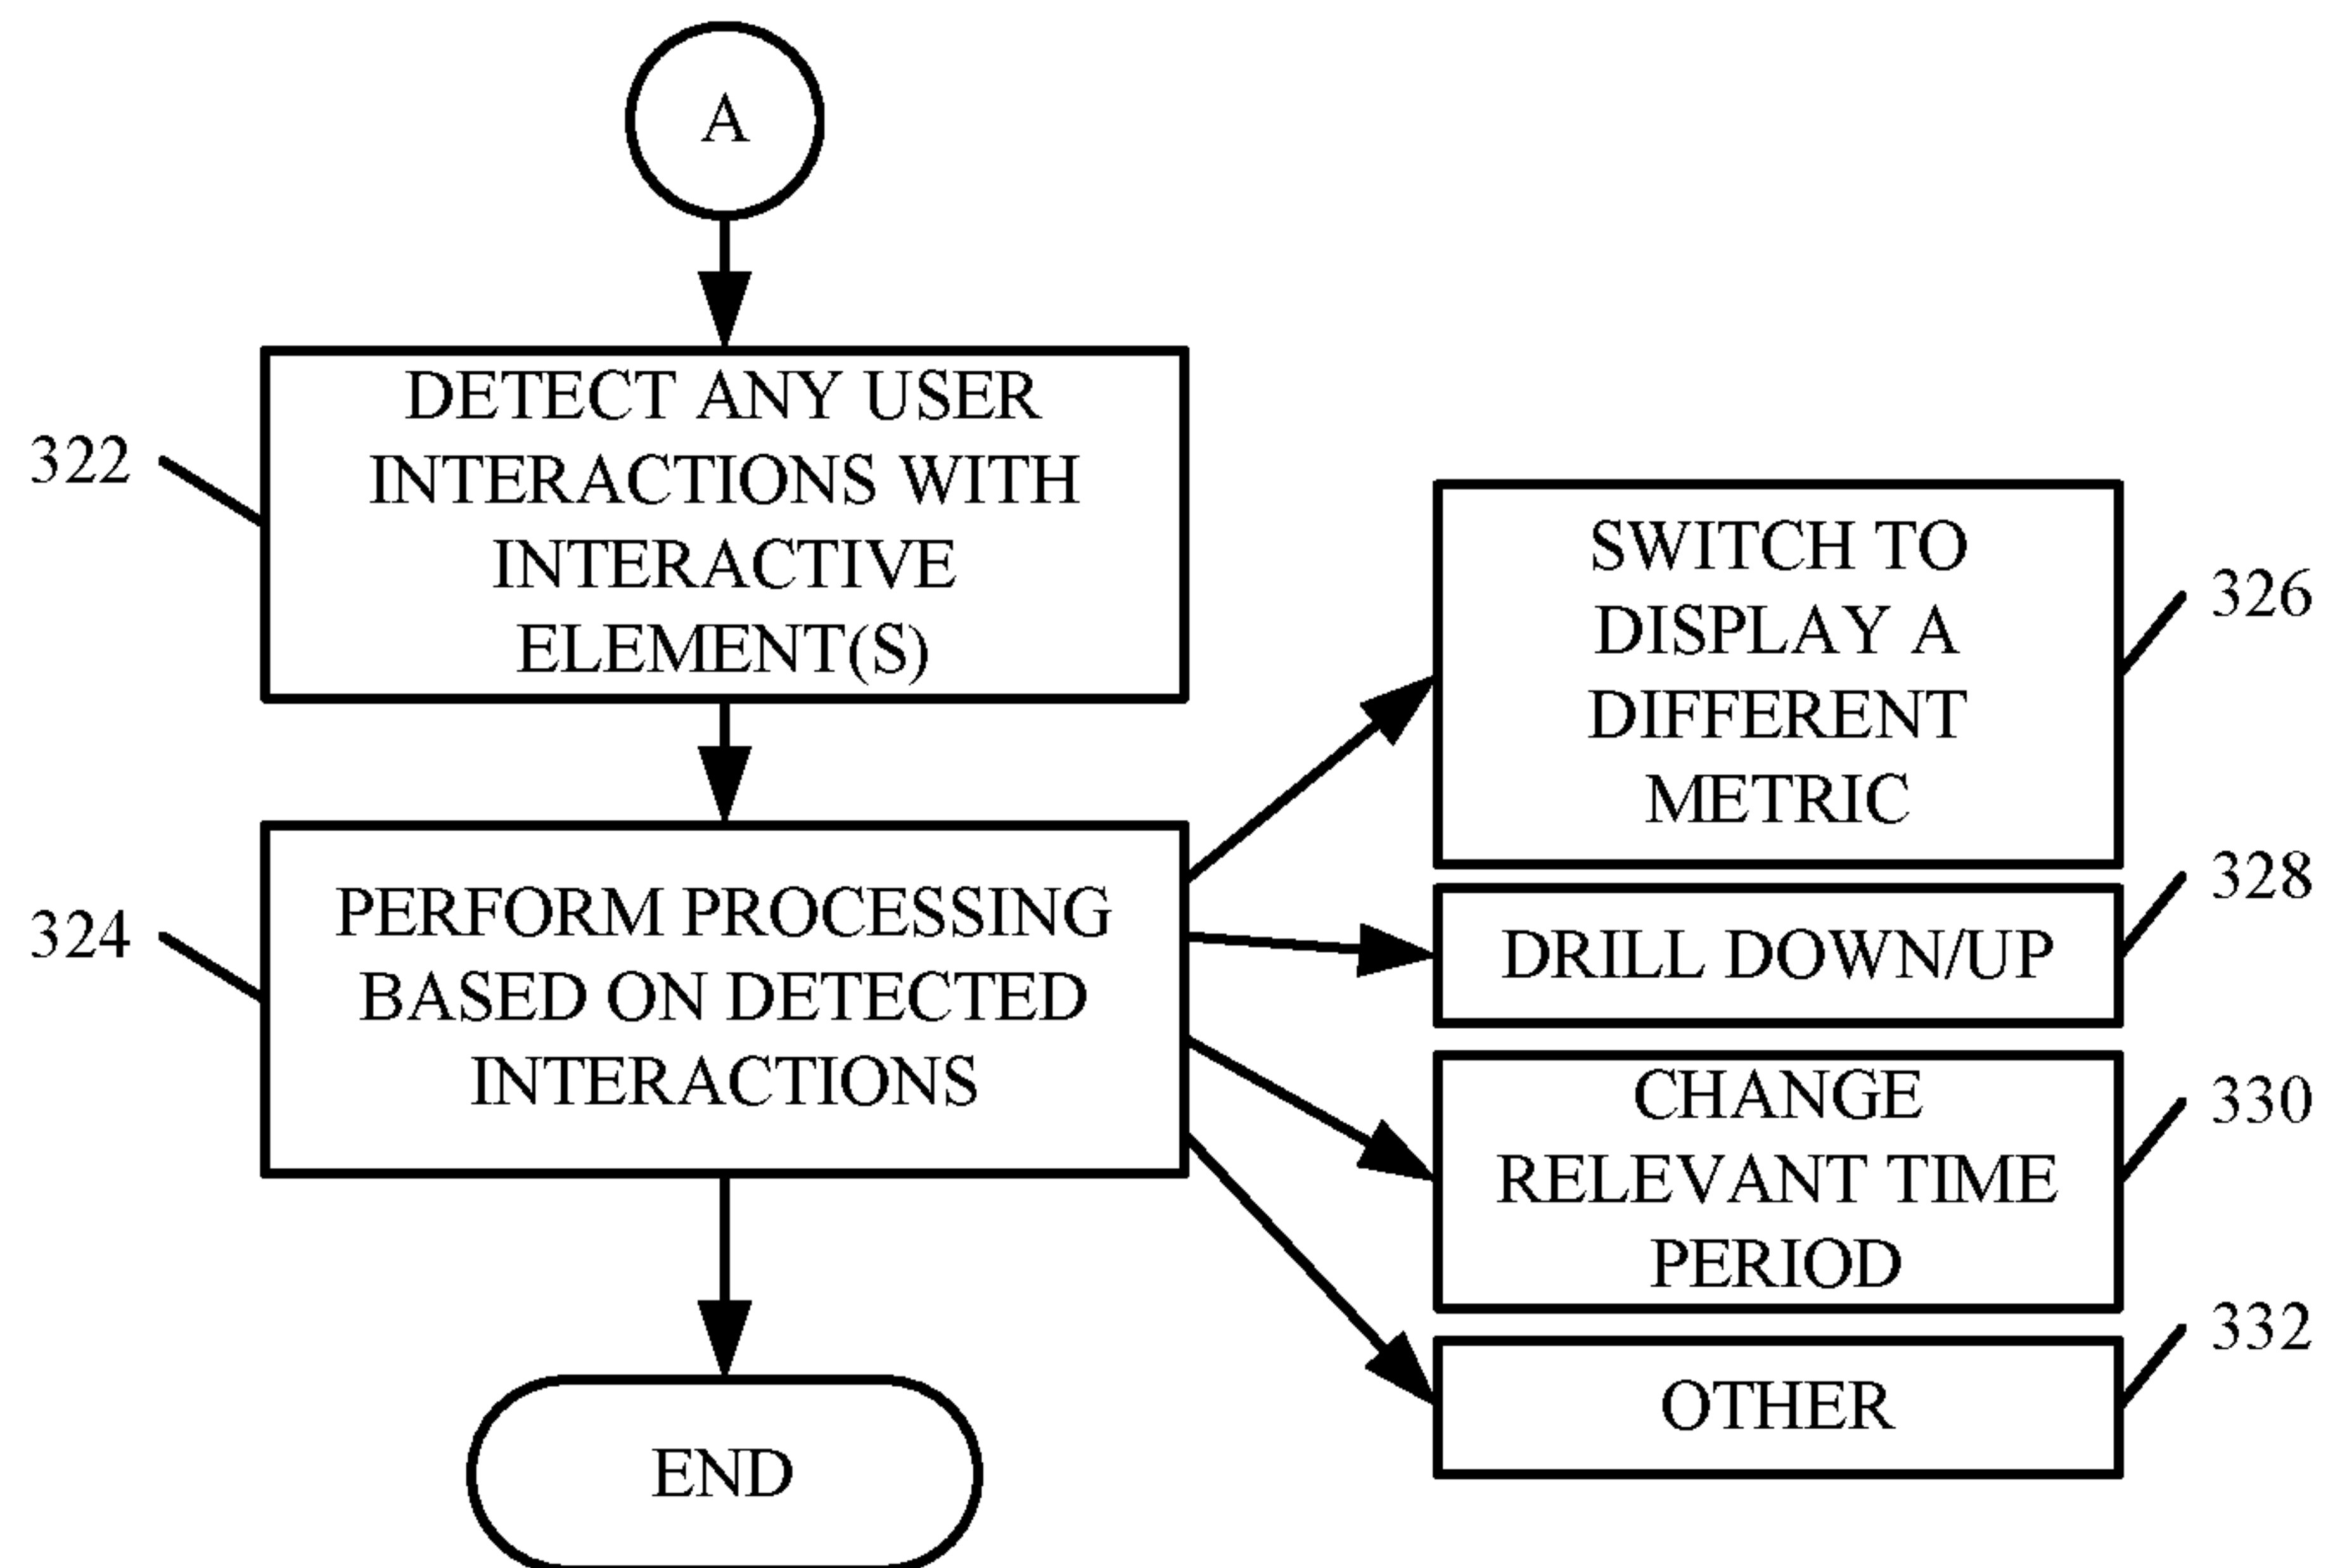 A
322
DETECT ANY USER
INTERACTIONS WITH
INTERACTIVE
ELEMENT(S)
324
PERFORM PROCESSING
BASED ON DETECTED
INTERACTIONS
END
SWITCH TO
DISPLAY A
DIFFERENT
METRIC
326
DRILL DOWN/UP
328
CHANGE
RELEVANT TIME
PERIOD
330
OTHER
332